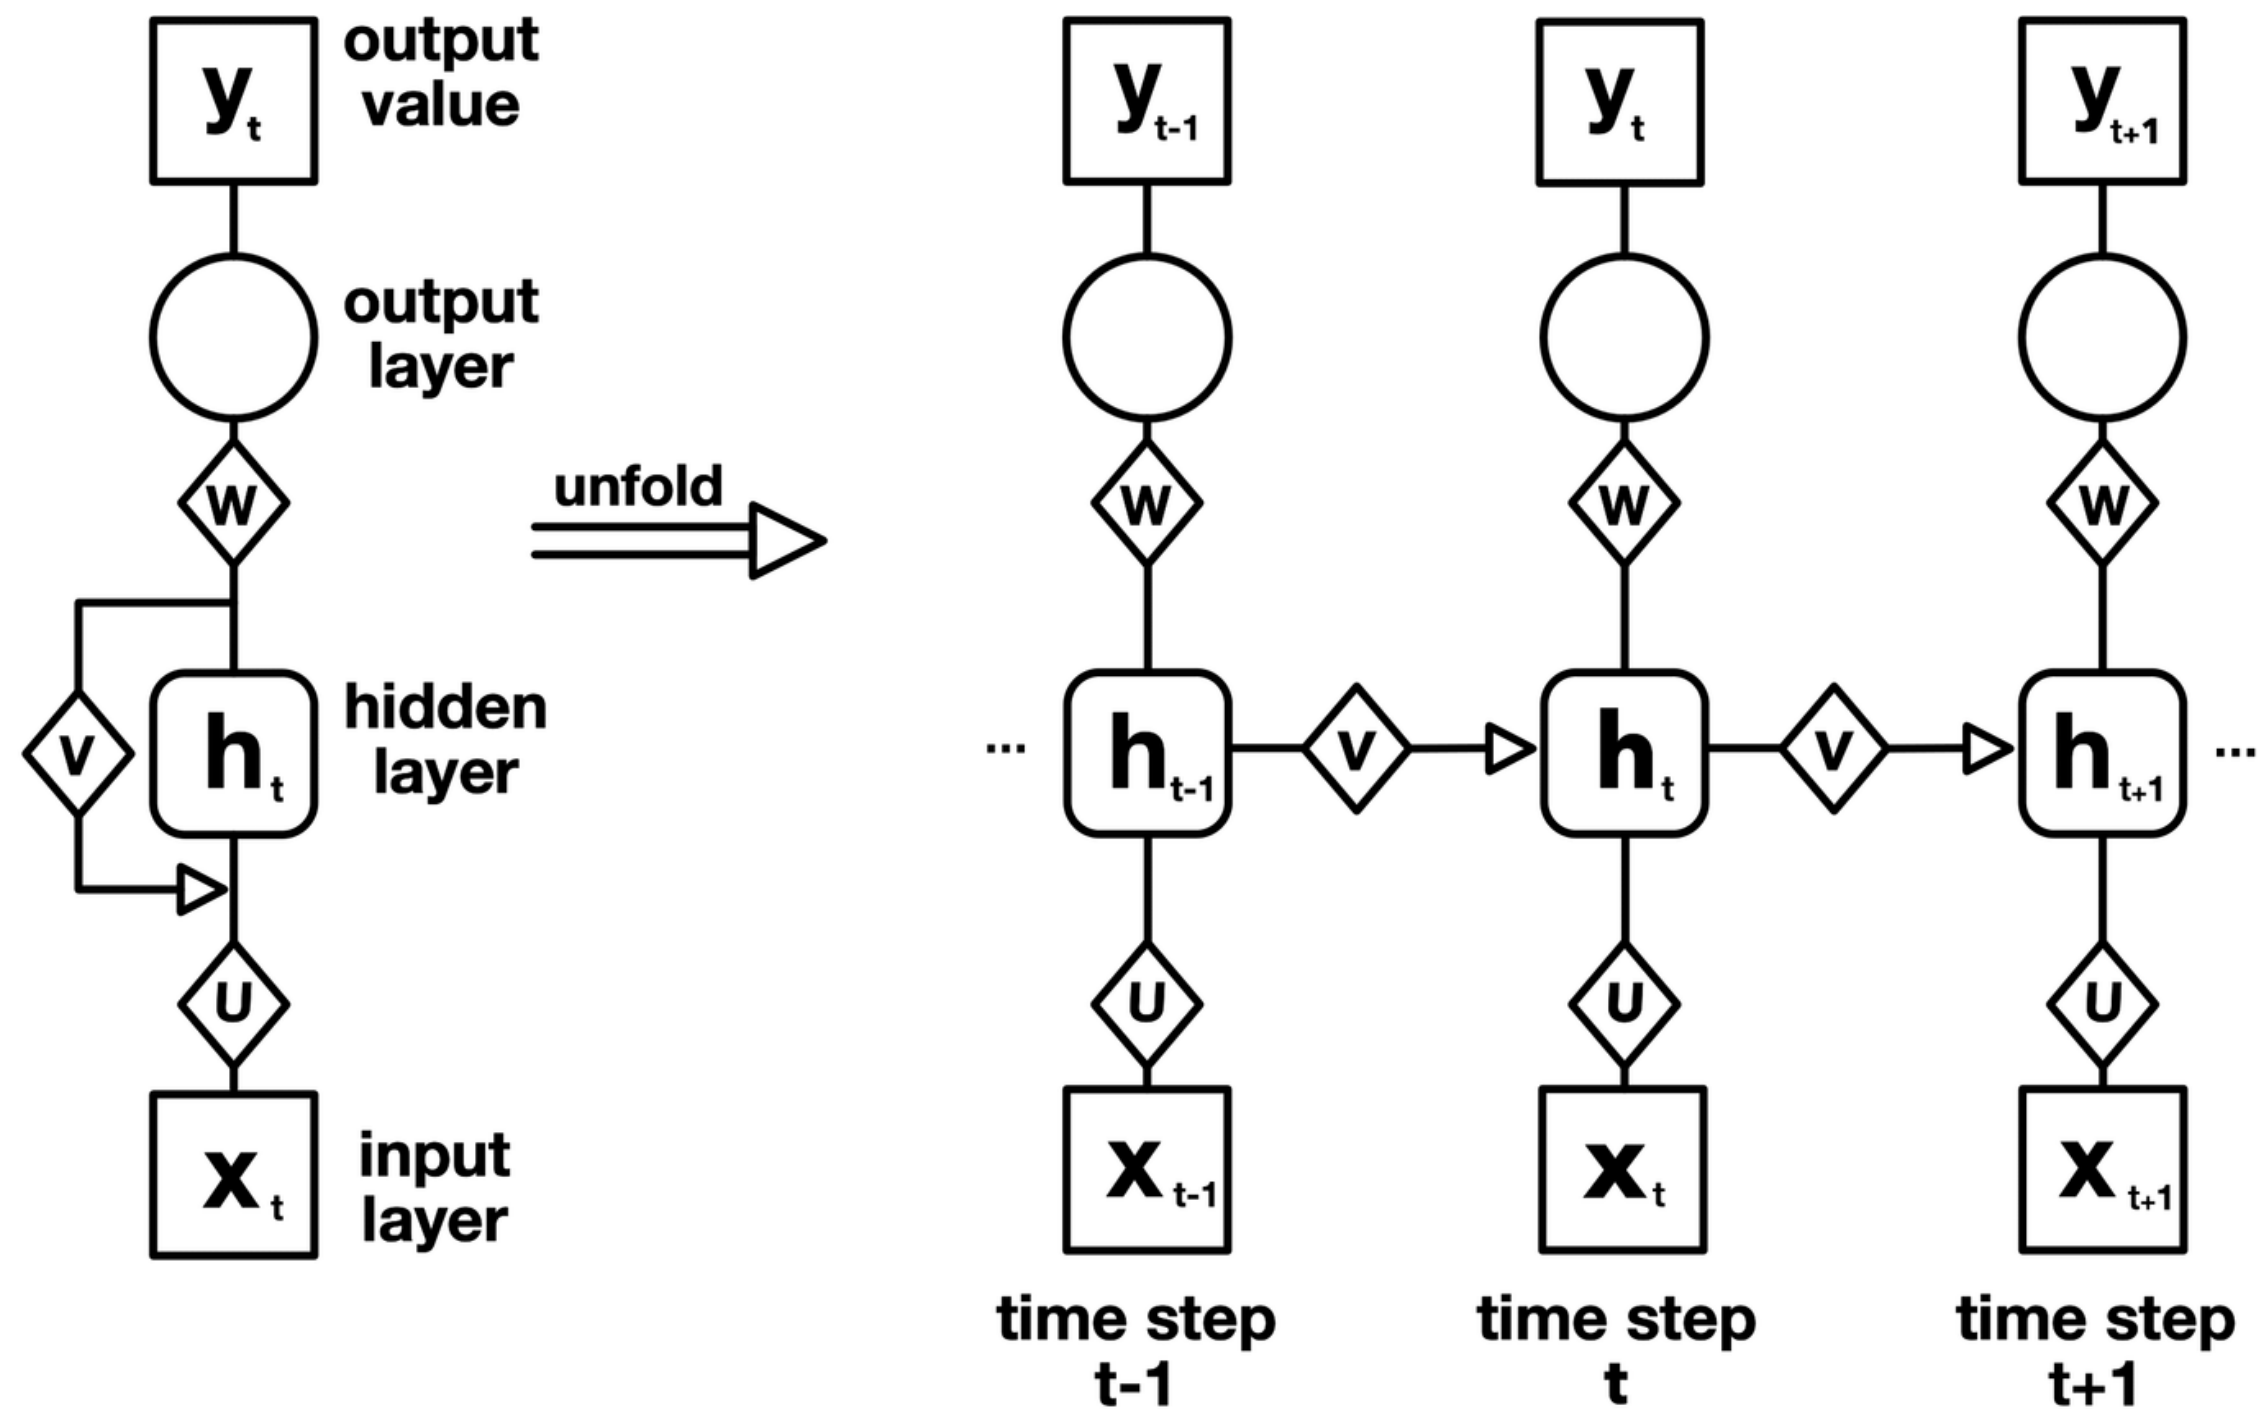 y t
output
value
output
layer
W
V
h t
hidden
layer
U
x t
input
layer
unfold
y t-1
y t
y t+1
W
W
W
...
h t-1
V
h t
V
h t+1
...
U
U
U
x t-1
x t
x t+1
time step
t-1
time step
t
time step
t+1